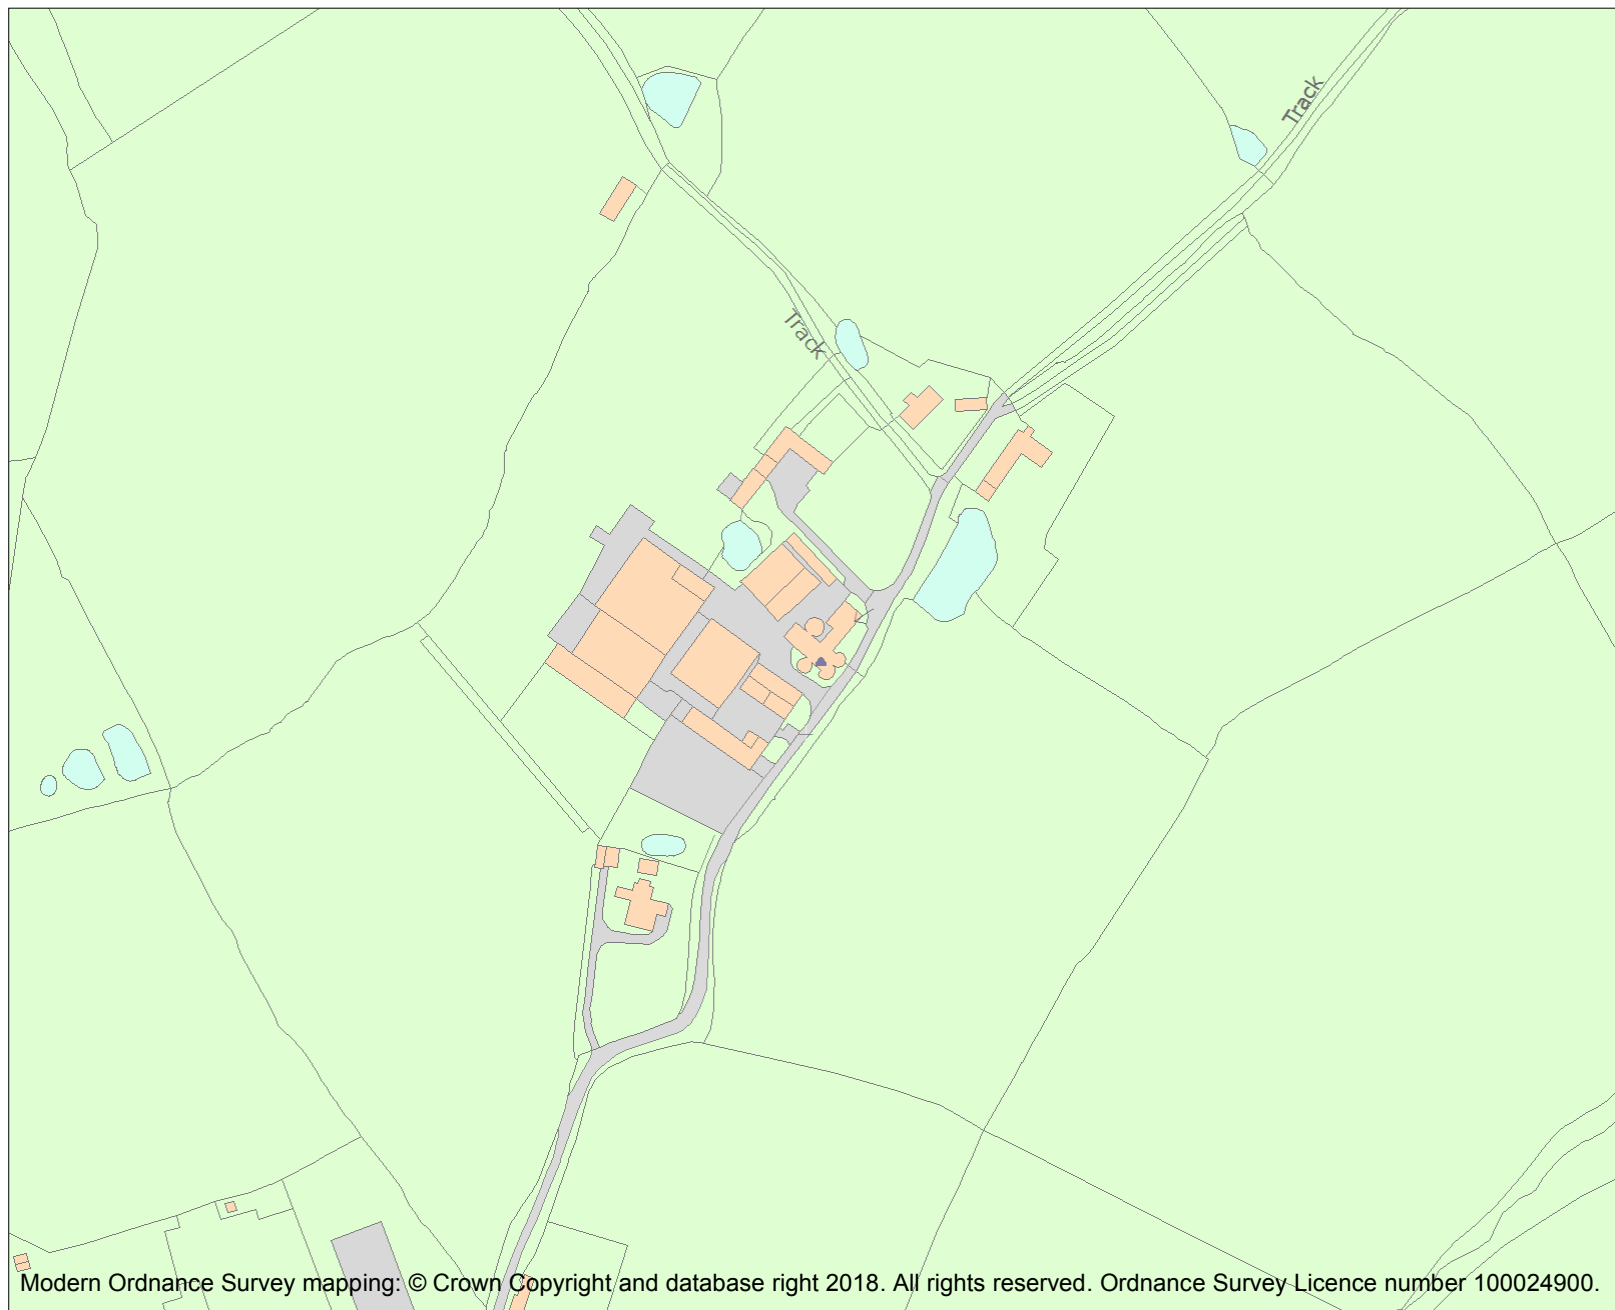 Track
Track
Modern Ordnance Survey mapping: © Crown Copyright and database right 2018. All rights reserved. Ordnance Survey Licence number 100024900.